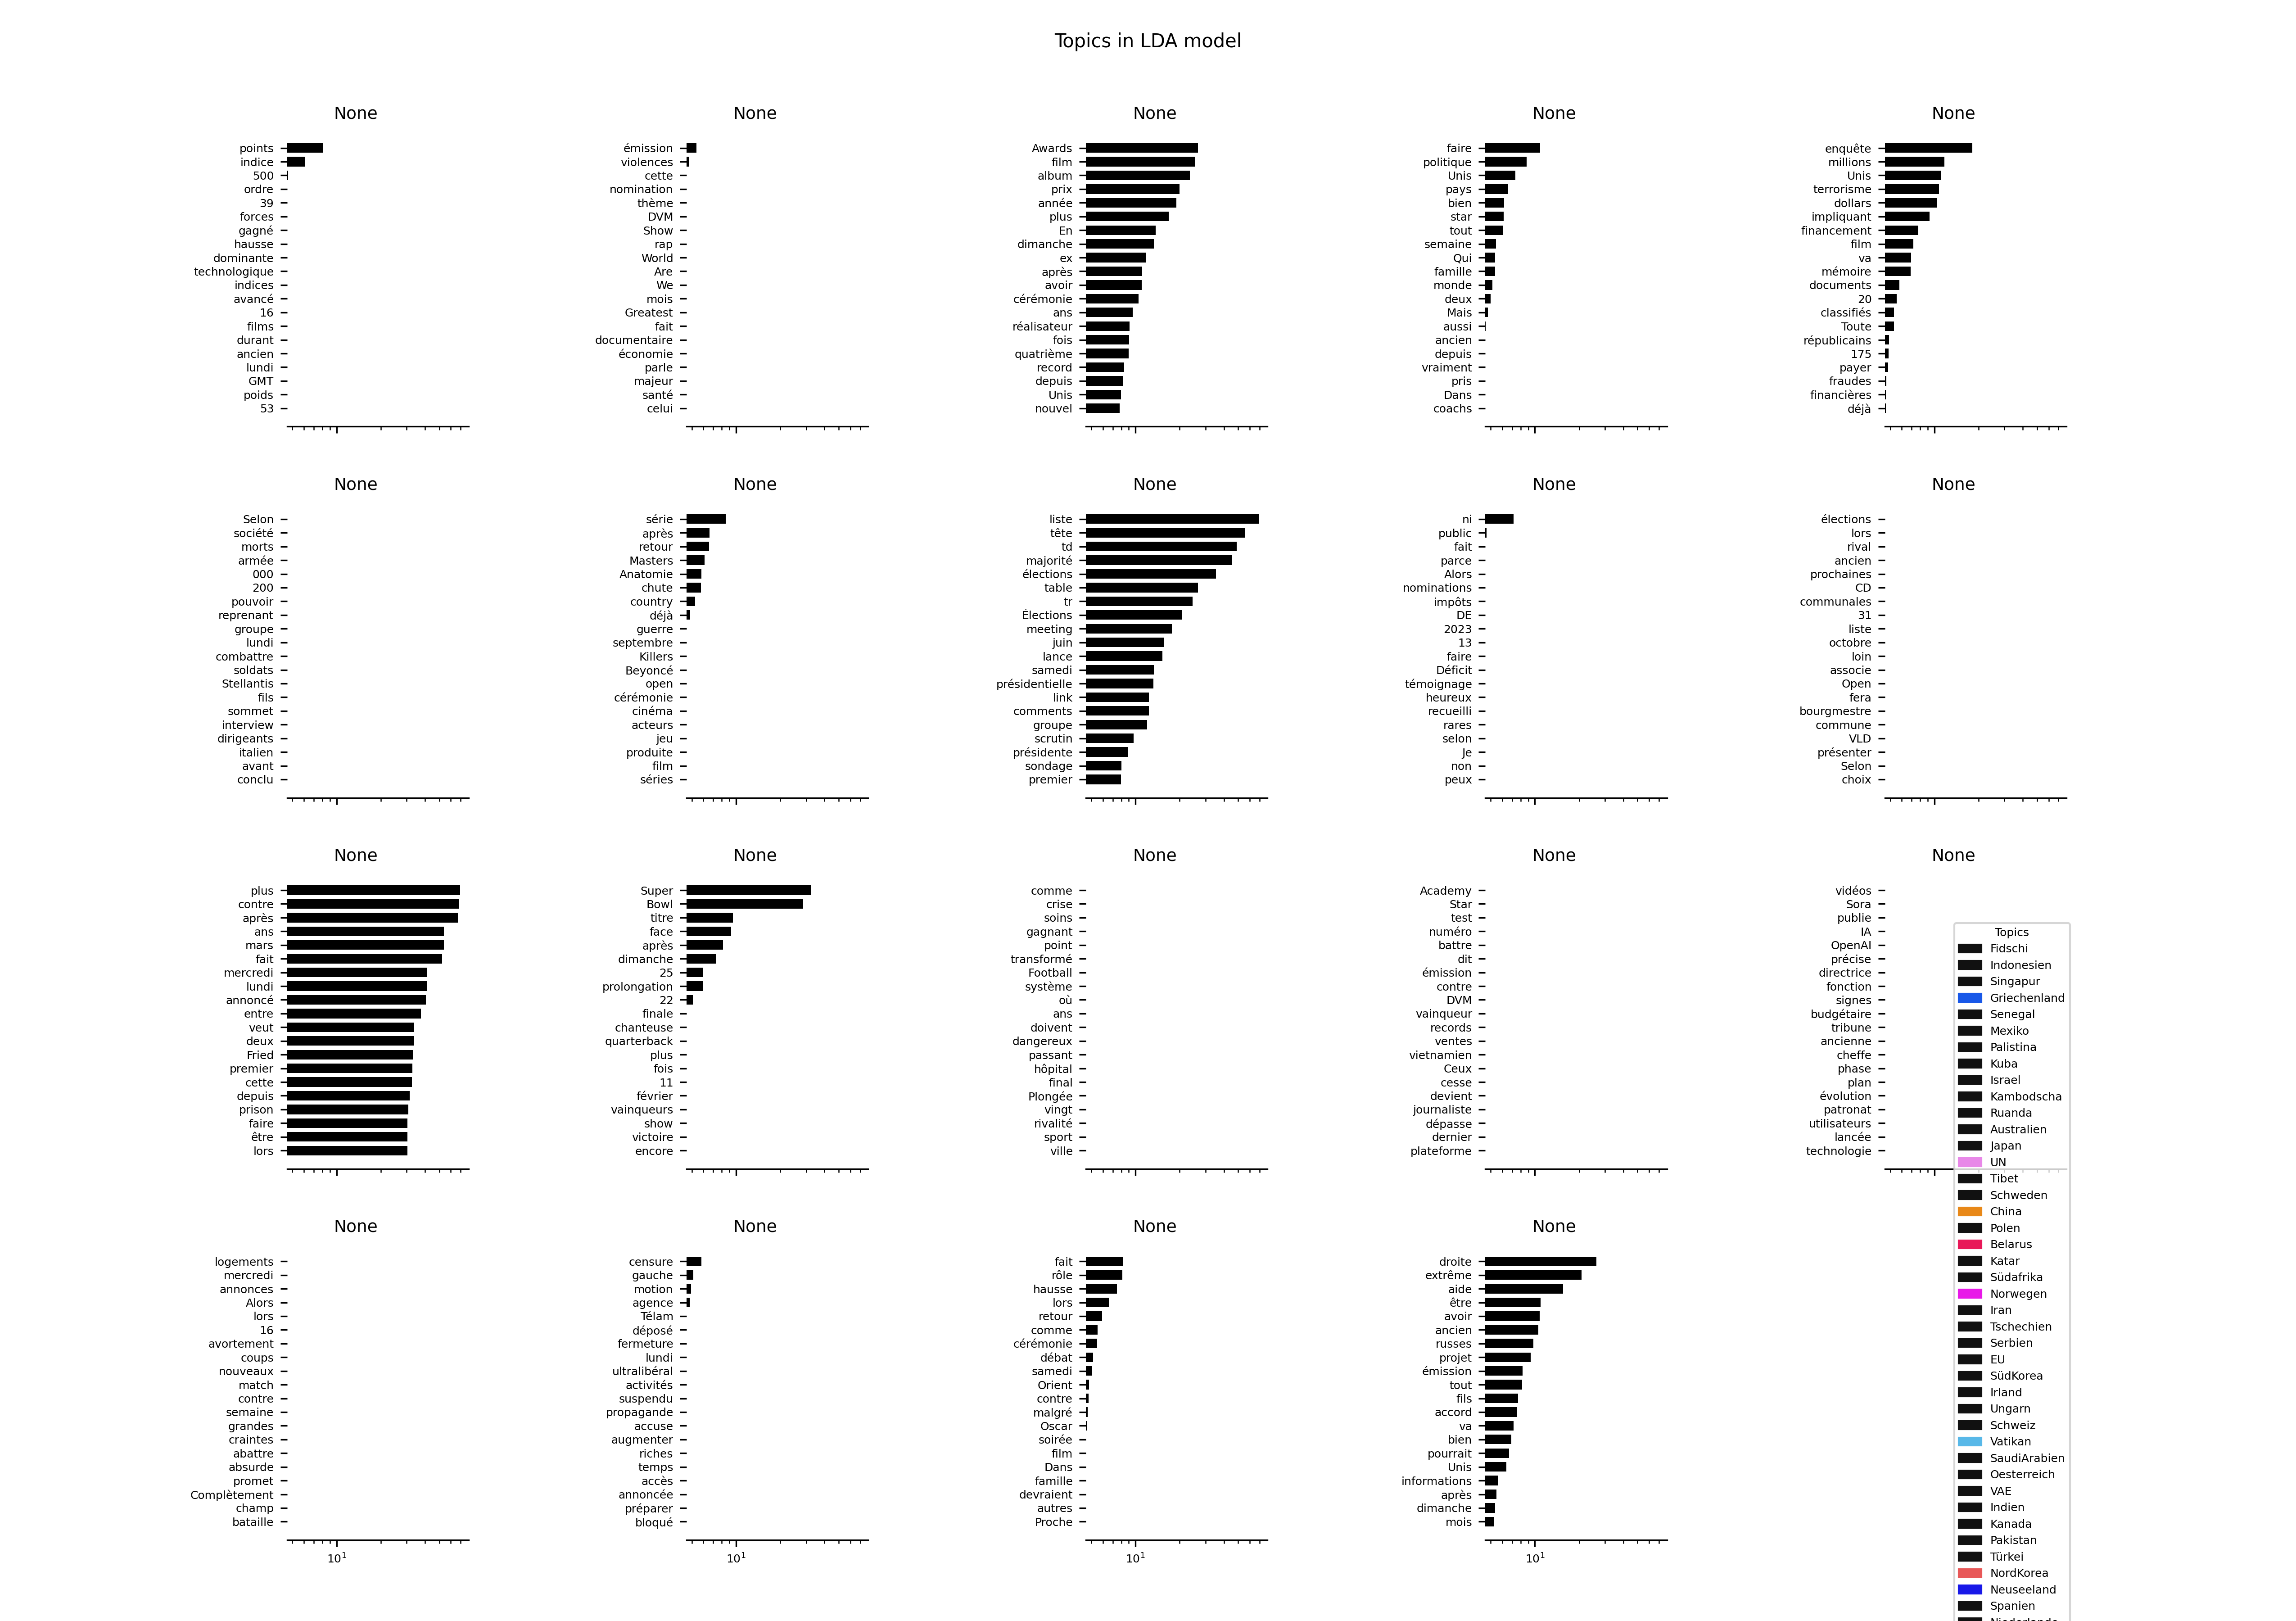 Topics in LDA model
None
points
indice
500
ordre
39
forces
gagné
hausse
dominante
technologique
indices
avancé
16
films
durant
ancien
lundi
GMT
poids
53
None
émission
violences
cette
nomination
thème
DVM
Show
rap
World
Are
We
mois
Greatest
fait
documentaire
économie
parle
majeur
santé
celui
None
Awards
film
album
prix
année
plus
En
dimanche
ex
après
avoir
cérémonie
ans
réalisateur
fois
quatrième
record
depuis
Unis
nouvel
None
faire
politique
Unis
pays
bien
star
tout
semaine
Qui
famille
monde
deux
Mais
aussi
ancien
depuis
vraiment
pris
Dans
coachs
None
enquête
millions
Unis
terrorisme
dollars
impliquant
financement
film
va
mémoire
documents
20
classifiés
Toute
républicains
175
payer
fraudes
financières
déjà
None
Selon
société
morts
armée
000
200
pouvoir
reprenant
groupe
lundi
combattre
soldats
Stellantis
fils
sommet
interview
dirigeants
italien
avant
conclu
None
série
après
retour
Masters
Anatomie
chute
country
déjà
guerre
septembre
Killers
Beyoncé
open
cérémonie
cinéma
acteurs
jeu
produite
film
séries
None
liste
tête
td
majorité
élections
table
tr
Élections
meeting
juin
lance
samedi
présidentielle
link
comments
groupe
scrutin
présidente
sondage
premier
None
ni
public
fait
parce
Alors
nominations
impôts
DE
2023
13
faire
Déficit
témoignage
heureux
recueilli
rares
selon
Je
non
peux
None
élections
lors
rival
ancien
prochaines
CD
communales
31
liste
octobre
loin
associe
Open
fera
bourgmestre
commune
VLD
présenter
Selon
choix
None
plus
contre
après
ans
mars
fait
mercredi
lundi
annoncé
entre
veut
deux
Fried
premier
cette
depuis
prison
faire
être
lors
None
Super
Bowl
titre
face
après
dimanche
25
prolongation
22
finale
chanteuse
quarterback
plus
fois
11
février
vainqueurs
show
victoire
encore
None
comme
crise
soins
gagnant
point
transformé
Football
système
où
ans
doivent
dangereux
passant
hôpital
final
Plongée
vingt
rivalité
sport
ville
None
Academy
Star
test
numéro
battre
dit
émission
contre
DVM
vainqueur
records
ventes
vietnamien
Ceux
cesse
devient
journaliste
dépasse
dernier
plateforme
None
vidéos
Sora
publie
IA
OpenAI
précise
directrice
fonction
signes
budgétaire
tribune
ancienne
cheffe
phase
plan
évolution
patronat
utilisateurs
lancée
technologie
None
logements
mercredi
annonces
Alors
lors
16
avortement
coups
nouveaux
match
contre
semaine
grandes
craintes
abattre
absurde
promet
Complètement
champ
bataille
10¹
None
censure
gauche
motion
agence
Télam
déposé
fermeture
lundi
ultralibéral
activités
suspendu
propagande
accuse
augmenter
riches
temps
accès
annoncée
préparer
bloqué
10¹
None
fait
rôle
hausse
lors
retour
comme
cérémonie
débat
samedi
Orient
contre
malgré
Oscar
soirée
film
Dans
famille
devraient
autres
Proche
10¹
None
droite
extrême
aide
être
avoir
ancien
russes
projet
émission
tout
fils
accord
va
bien
pourrait
Unis
informations
après
dimanche
mois
10¹
Topics
Fidschi
Indonesien
Singapur
Griechenland
Senegal
Mexiko
Palistina
Kuba
Israel
Kambodscha
Ruanda
Australien
Japan
UN
Tibet
Schweden
China
Polen
Belarus
Katar
Südafrika
Norwegen
Iran
Tschechien
Serbien
EU
SüdKorea
Irland
Ungarn
Schweiz
Vatikan
SaudiArabien
Oesterreich
VAE
Indien
Kanada
Pakistan
Türkei
NordKorea
Neuseeland
Spanien